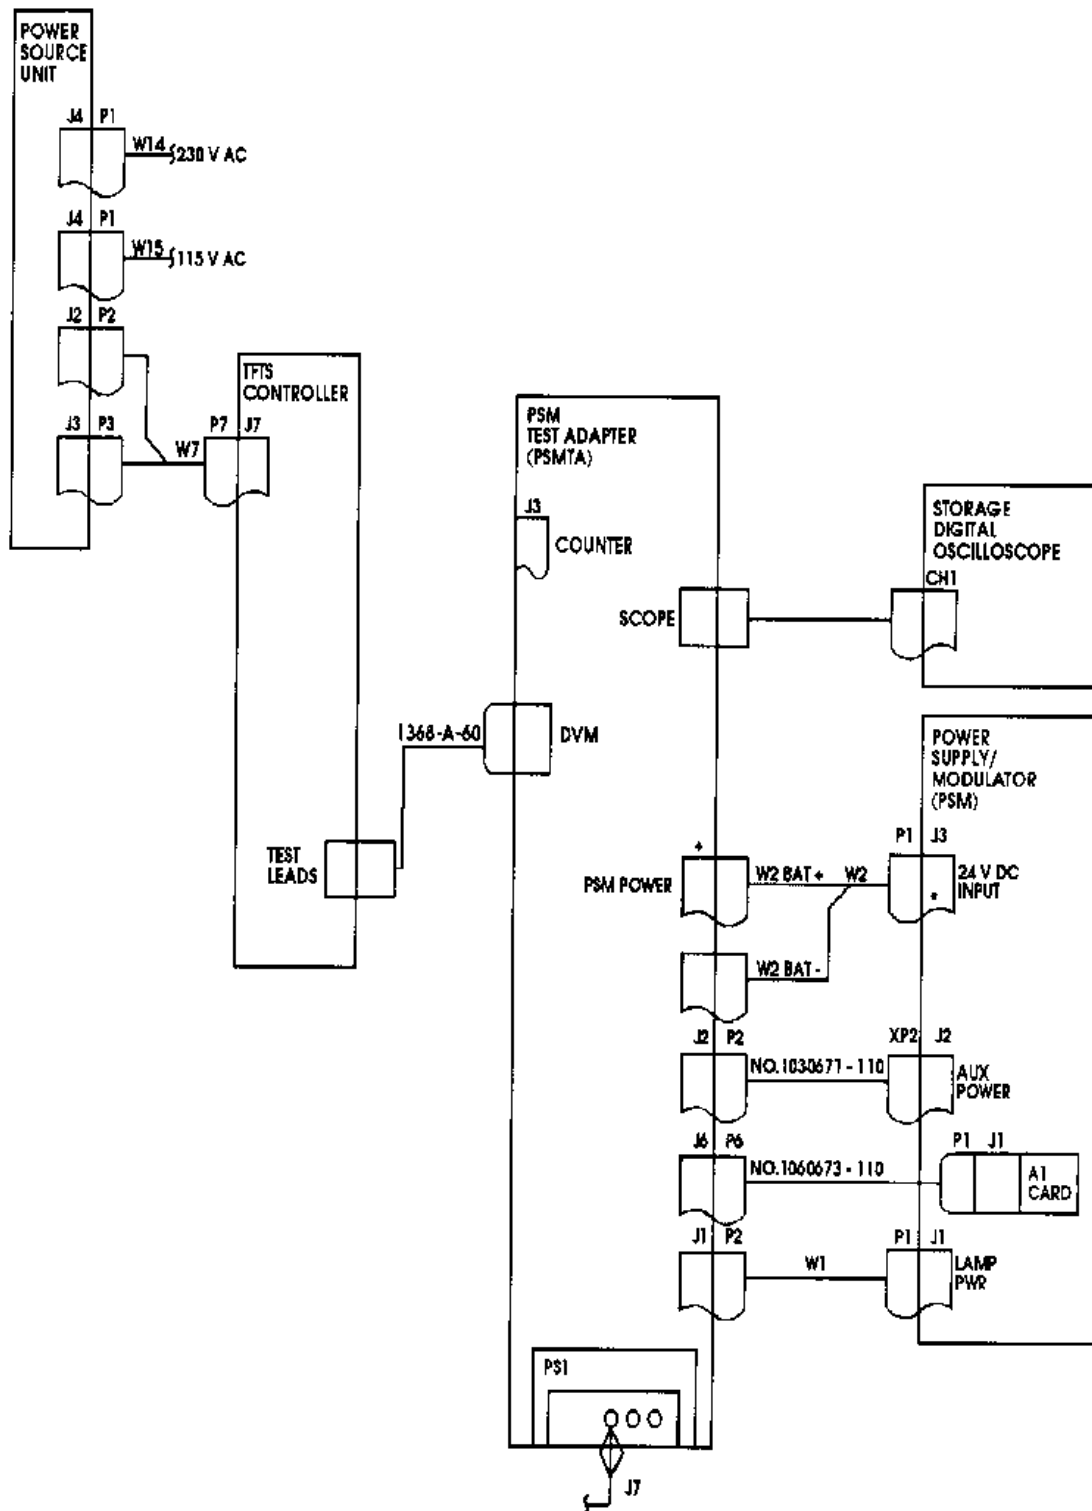 POWER
SOURCE
UNIT
J4 P1
W14
230 V AC
J4 P1
W15
115 V AC
J2 P2
J3 P3
W7
P7 J7
TFTS
CONTROLLER
TEST
LEADS
1368-A-60
PSM
TEST ADAPTER
(PSMTA)
J3
COUNTER
SCOPE
DVM
STORAGE
DIGITAL
OSCILLOSCOPE
CH1
POWER
SUPPLY/
MODULATOR
(PSM)
+
PSM POWER
W2 BAT + W2
P1 J3
24 V DC
INPUT
W2 BAT -
J2 P2
NO.1030677 - 110
XP2 J2
AUX
POWER
J6 P6
NO.1060673 - 110
P1 J1
A1
CARD
J1 P2
W1
P1 J1
LAMP
PWR
PS1
J7